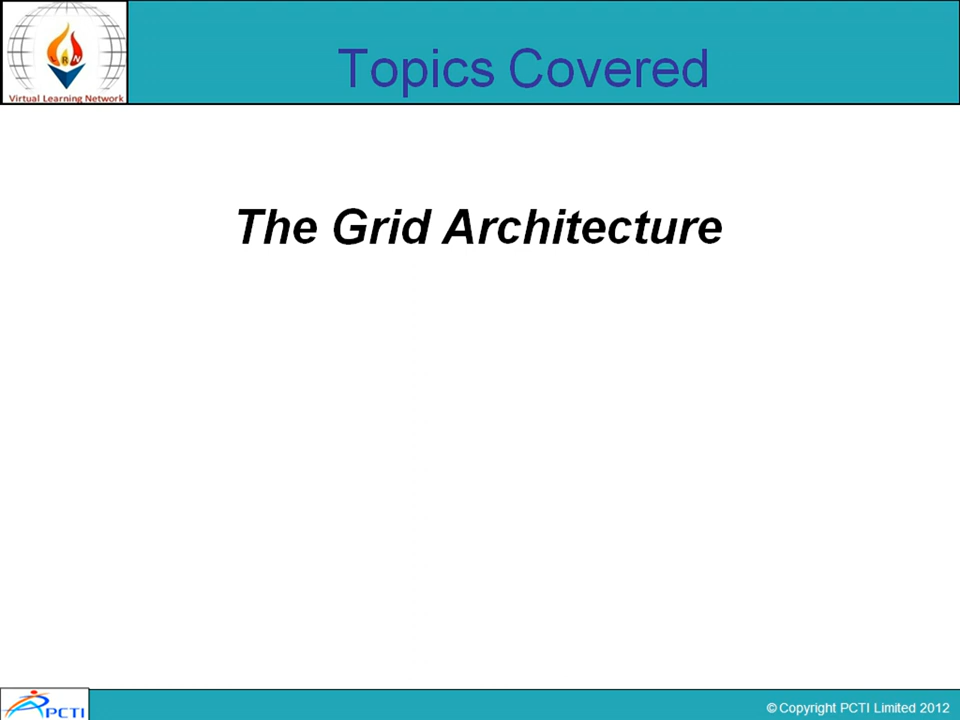 Topics Covered
Virtual Learning Network
The Grid Architecture
PCTI
© Copyright PCTI Limited 2012